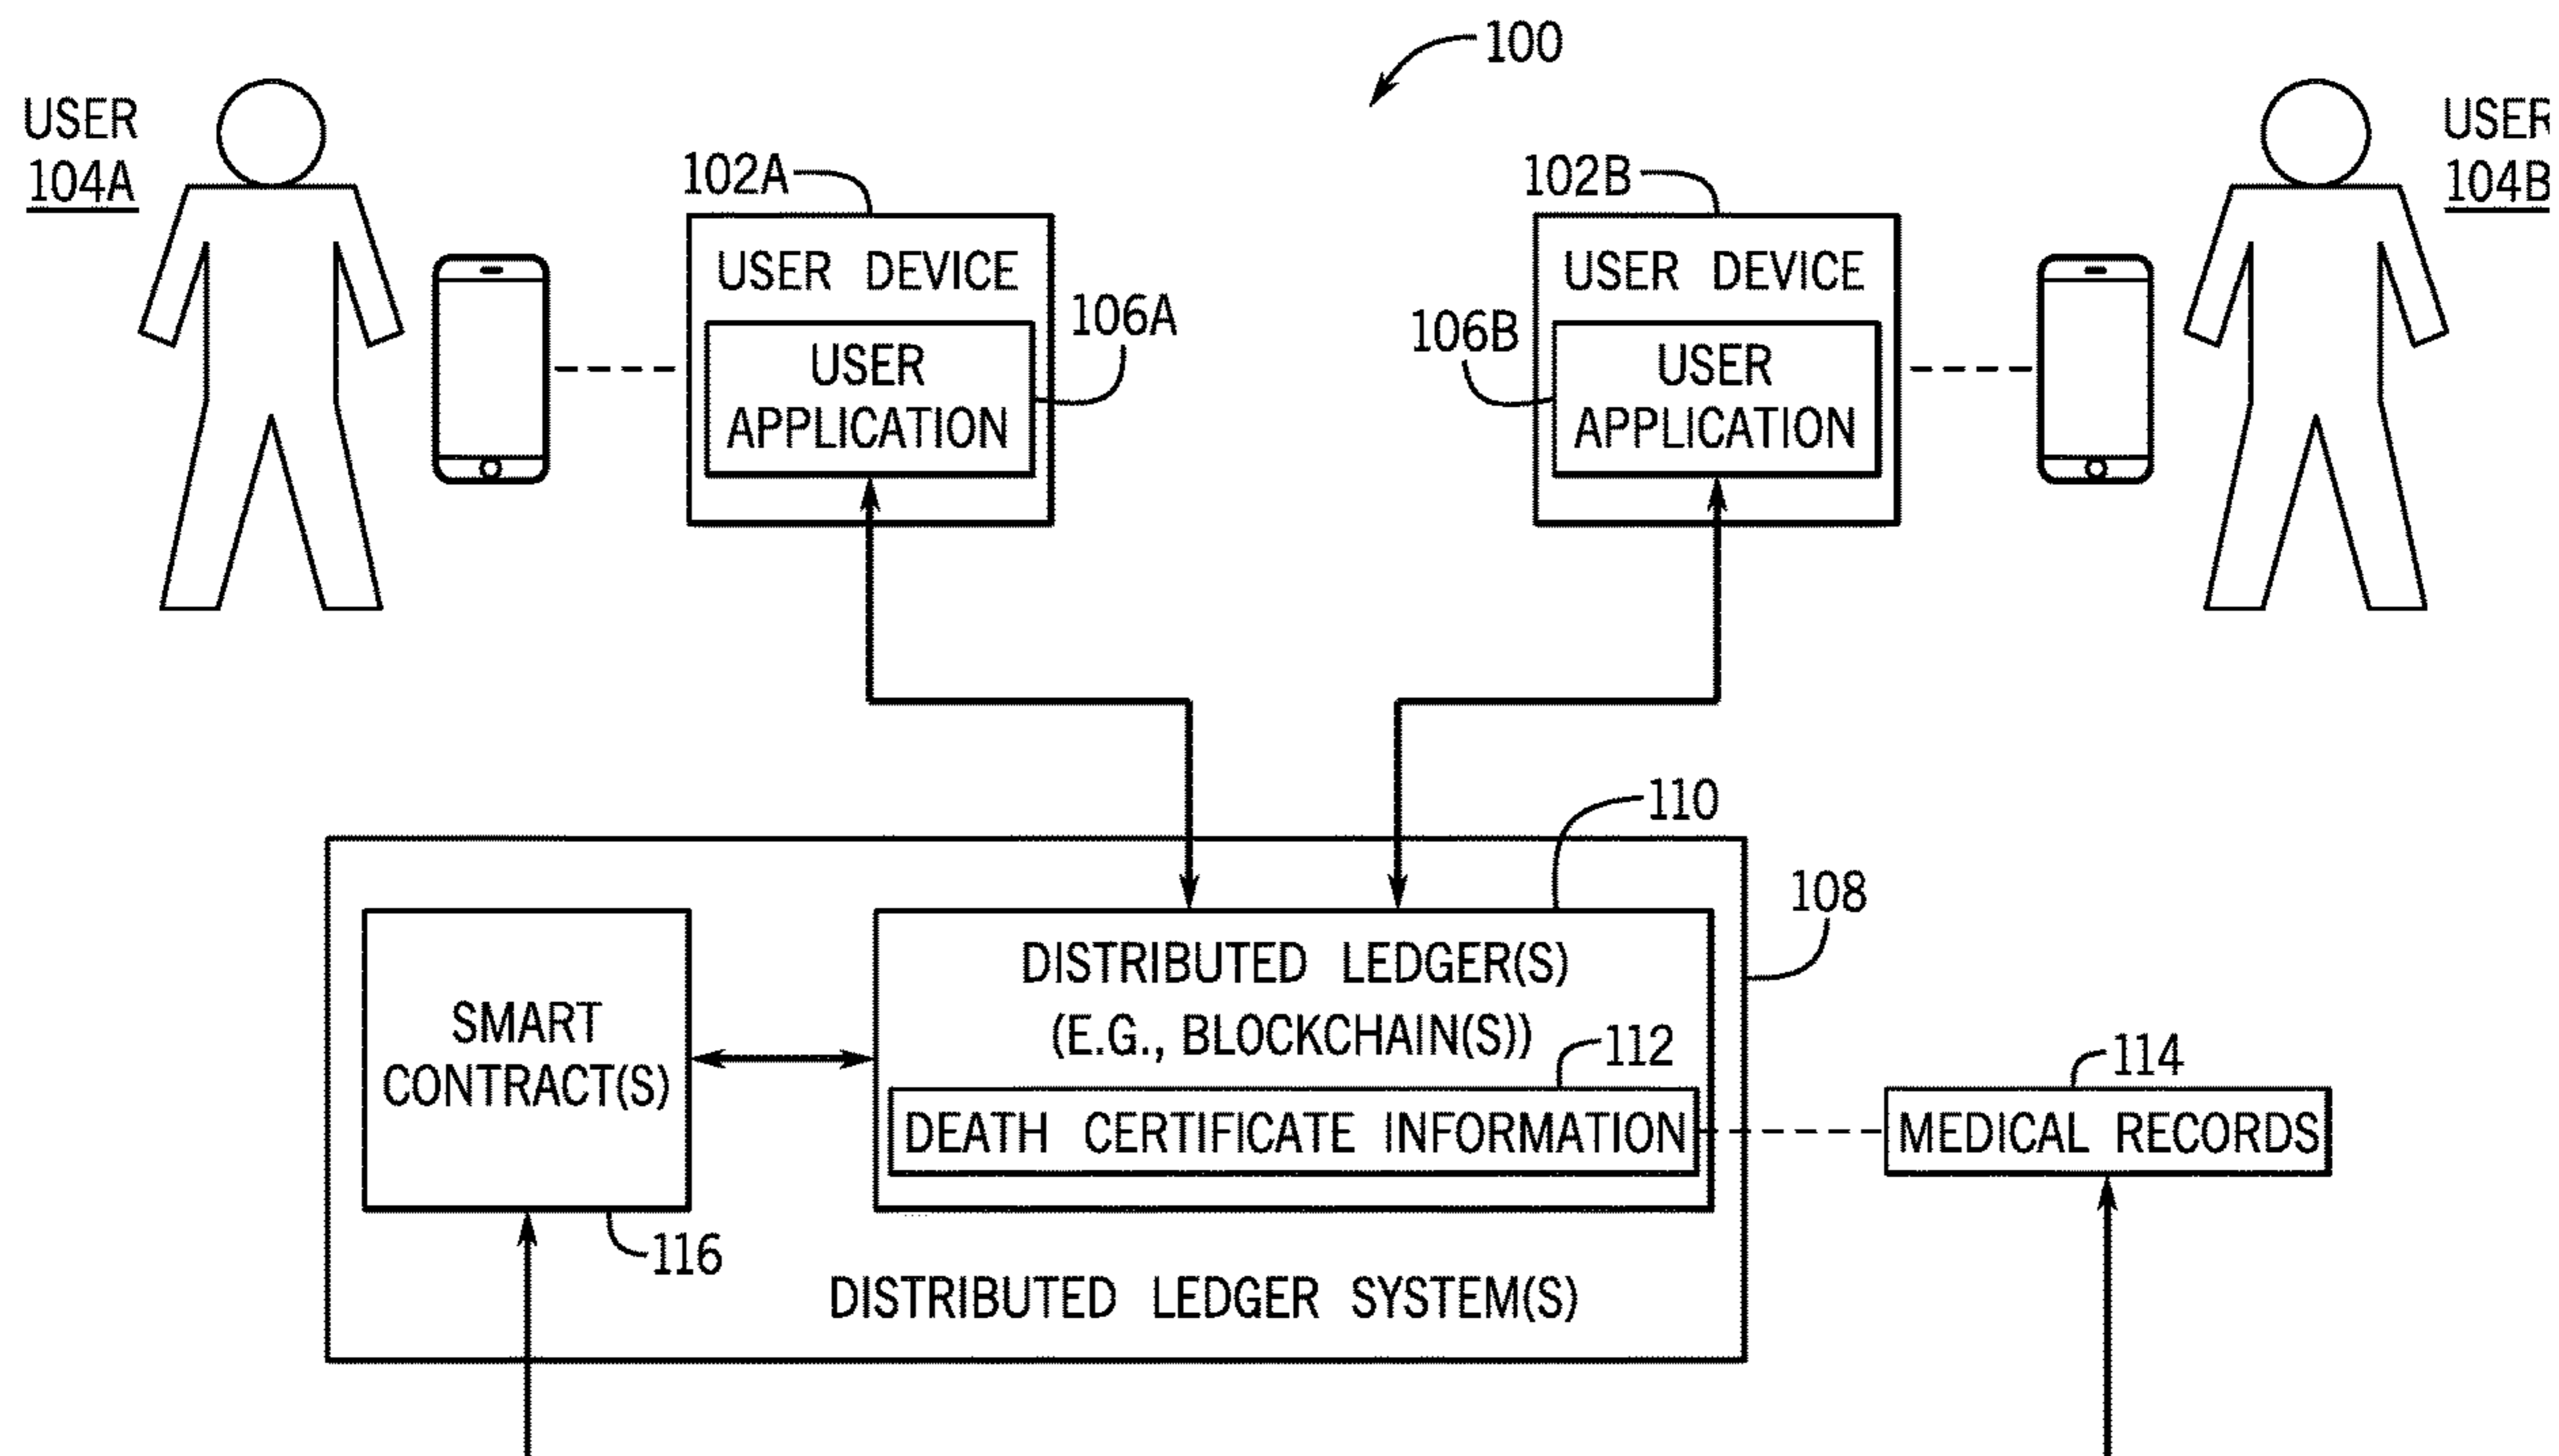 100
USER
104A
USER
104B
102A
102B
USER DEVICE
USER DEVICE
106A
106B
USER
APPLICATION
USER
APPLICATION
110
108
DISTRIBUTED LEDGER(S)
(E.G., BLOCKCHAIN(S))
SMART
CONTRACT(S)
112
114
DEATH CERTIFICATE INFORMATION
MEDICAL RECORDS
116
DISTRIBUTED LEDGER SYSTEM(S)